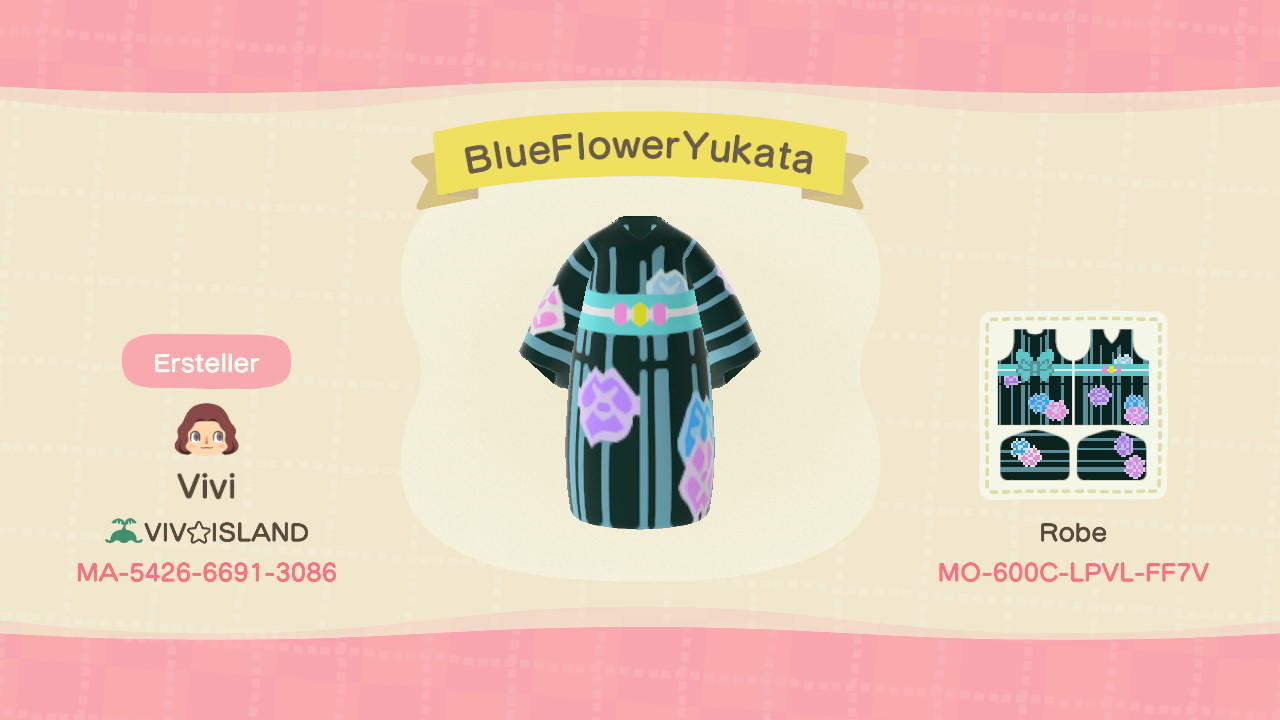 BlueFlowerYukata
Ersteller
Vivi
VIV☆ISLAND
MA-5426-6691-3086
Robe
MO-600C-LPVL-FF7V